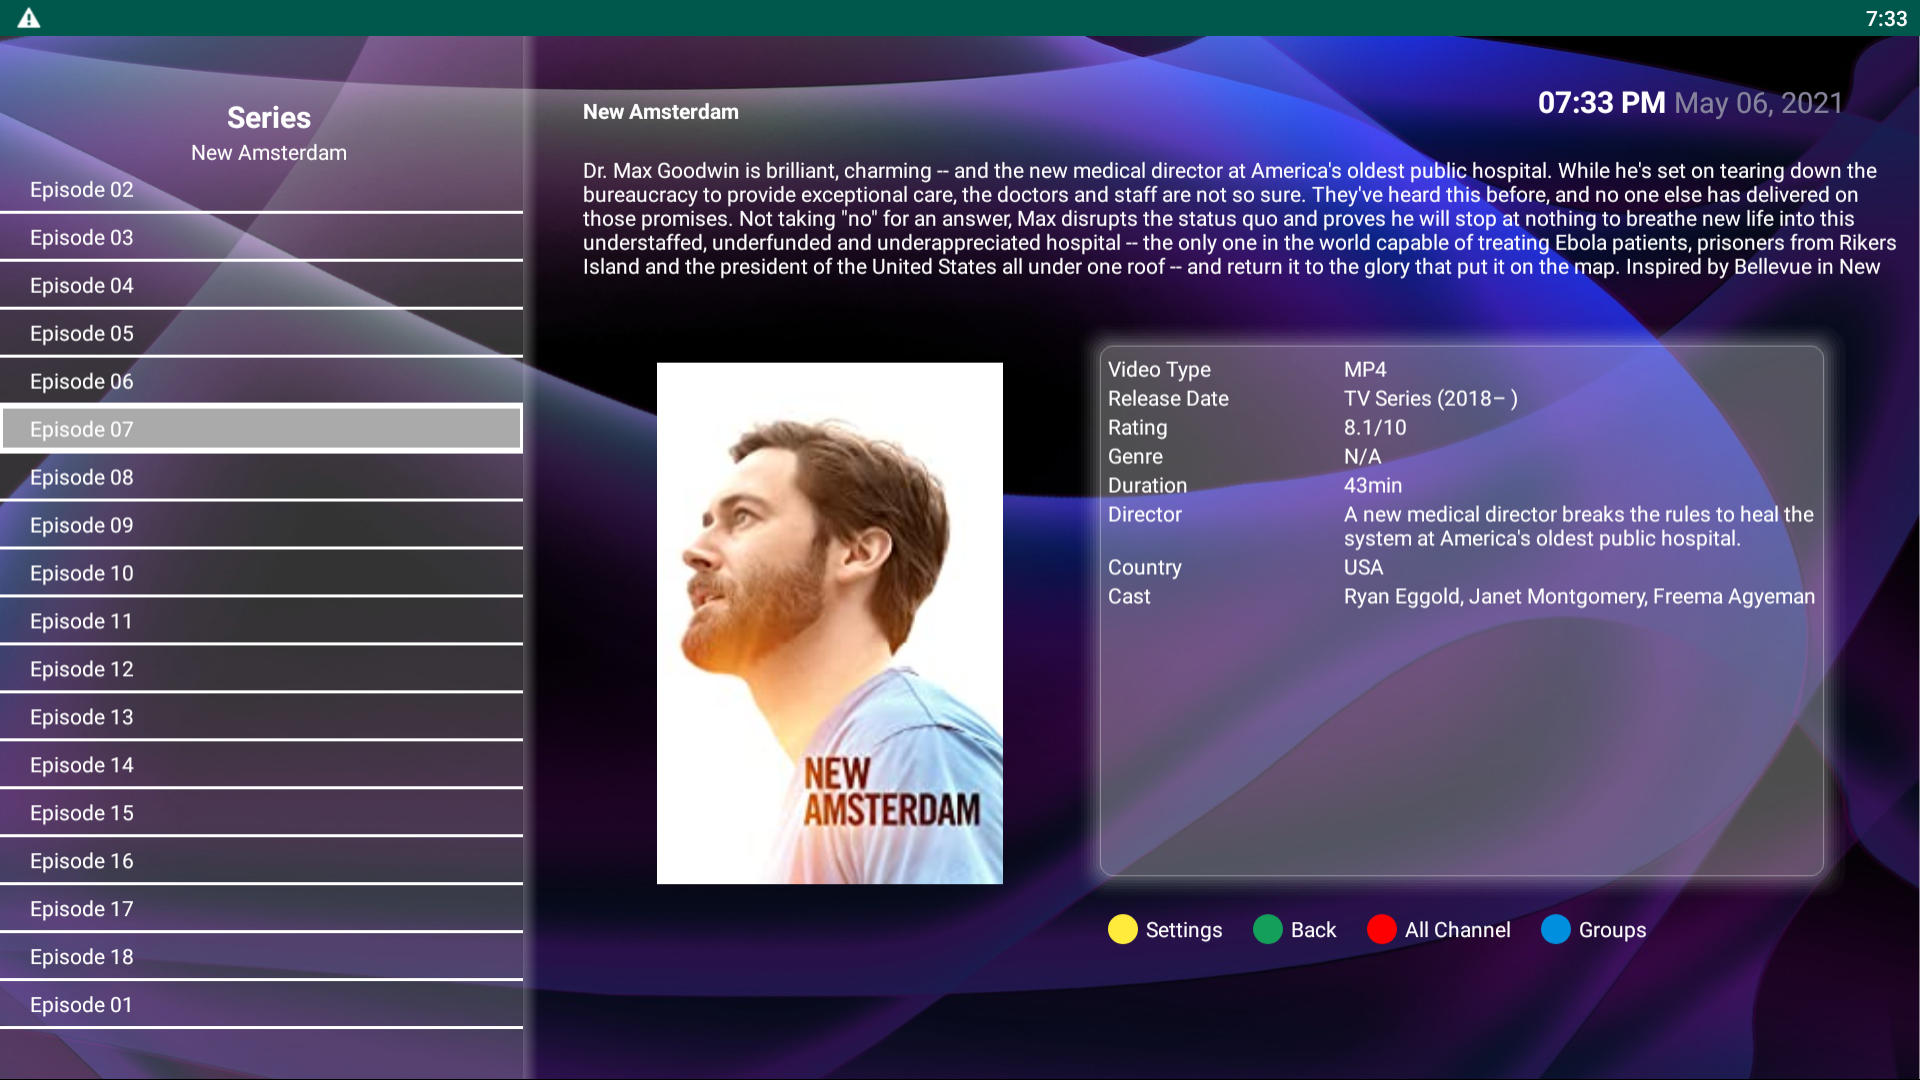 7:33
Series
New Amsterdam
Episode 02
Episode 03
Episode 04
Episode 05
Episode 06
Episode 07
Episode 08
Episode 09
Episode 10
Episode 11
Episode 12
Episode 13
Episode 14
Episode 15
Episode 16
Episode 17
Episode 18
Episode 01
New Amsterdam
07:33 PM May 06, 2021
Dr. Max Goodwin is brilliant, charming -- and the new medical director at America's oldest public hospital. While he's set on tearing down the
bureaucracy to provide exceptional care, the doctors and staff are not so sure. They've heard this before, and no one else has delivered on
those promises. Not taking "no" for an answer, Max disrupts the status quo and proves he will stop at nothing to breathe new life into this
understaffed, underfunded and underappreciated hospital -- the only one in the world capable of treating Ebola patients, prisoners from Rikers
Island and the president of the United States all under one roof -- and return it to the glory that put it on the map. Inspired by Bellevue in New
NEW
AMSTERDAM
Video Type MP4
Release Date TV Series (2018– )
Rating 8.1/10
Genre N/A
Duration 43min
Director A new medical director breaks the rules to heal the
system at America's oldest public hospital.
Country USA
Cast Ryan Eggold, Janet Montgomery, Freema Agyeman
Settings Back All Channel Groups